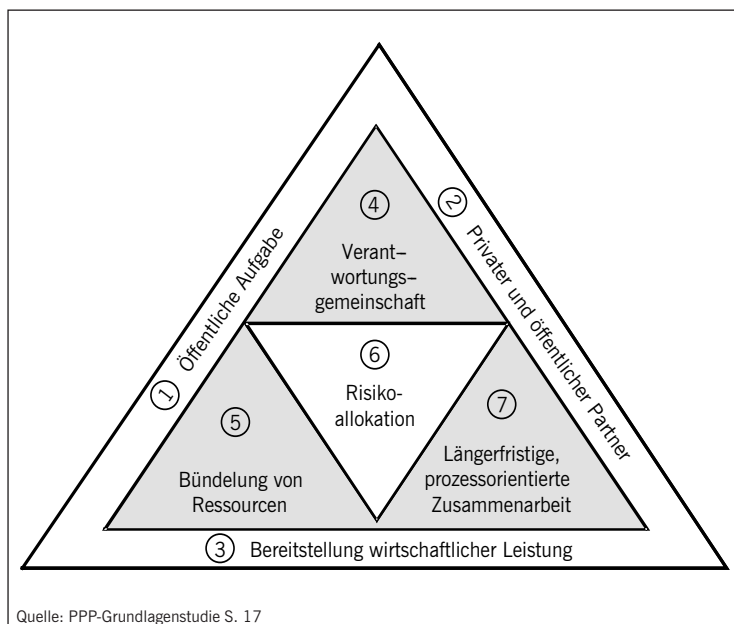 ① Öffentliche Aufgabe
② Privater und öffentlicher Partner
④
Verant–
wortungs–
gemeinschaft
⑥
Risiko-
allokation
⑤
Bündelung von
Ressourcen
⑦
Längerfristige,
prozessorientierte
Zusammenarbeit
③ Bereitstellung wirtschaftlicher Leistung
Quelle: PPP-Grundlagenstudie S. 17